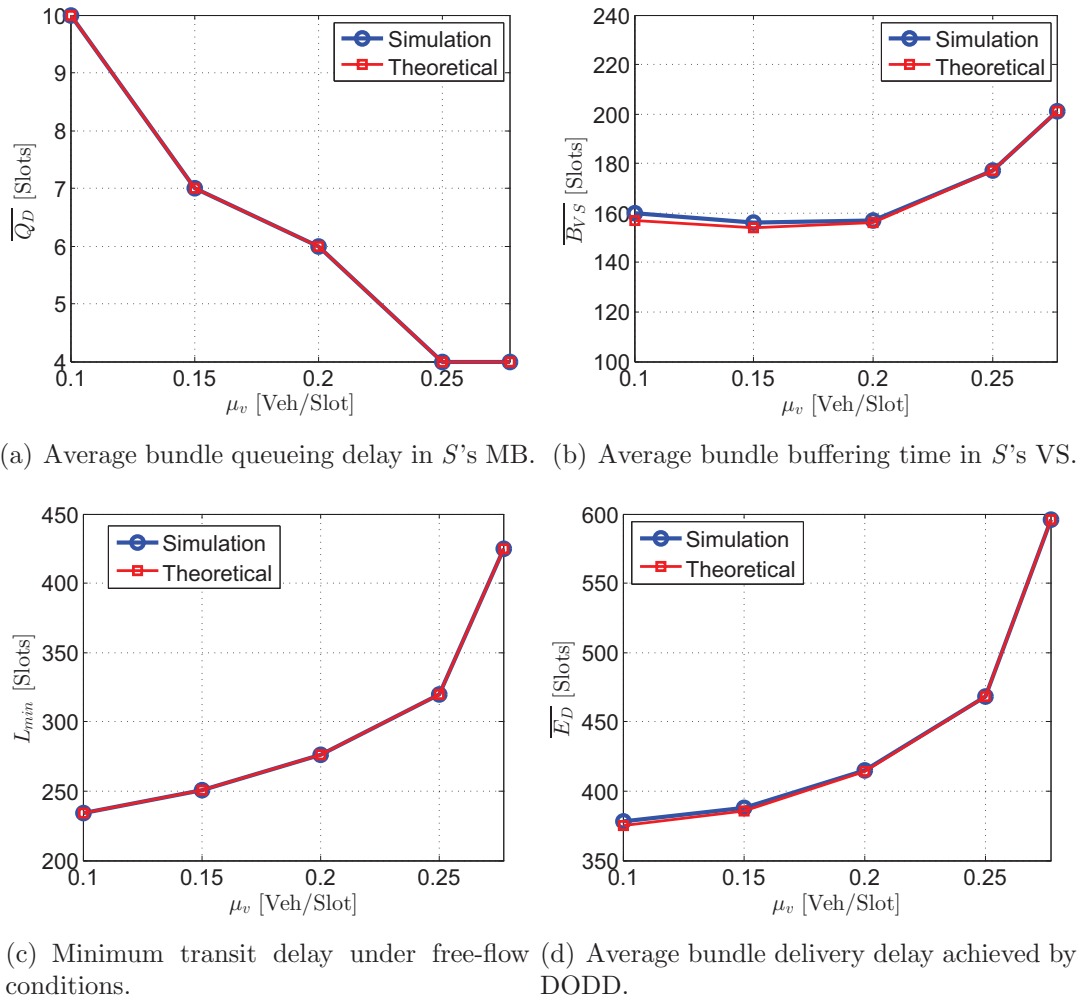 10
9
8
7
6
5
4
0.1 0.15 0.2 0.25
μ_v [Veh/Slot]
Q_D [Slots]
Simulation
Theoretical
240
220
200
180
160
140
120
100
0.1 0.15 0.2 0.25
μ_v [Veh/Slot]
B_VS [Slots]
Simulation
Theoretical
(a) Average bundle queueing delay in S's MB. (b) Average bundle buffering time in S's VS.
450
400
350
300
250
200
0.1 0.15 0.2 0.25
μ_v [Veh/Slot]
L_min [Slots]
Simulation
Theoretical
600
550
500
450
400
350
0.1 0.15 0.2 0.25
μ_v [Veh/Slot]
E_D [Slots]
Simulation
Theoretical
(c) Minimum transit delay under free-flow
conditions.
(d) Average bundle delivery delay achieved by
DODD.